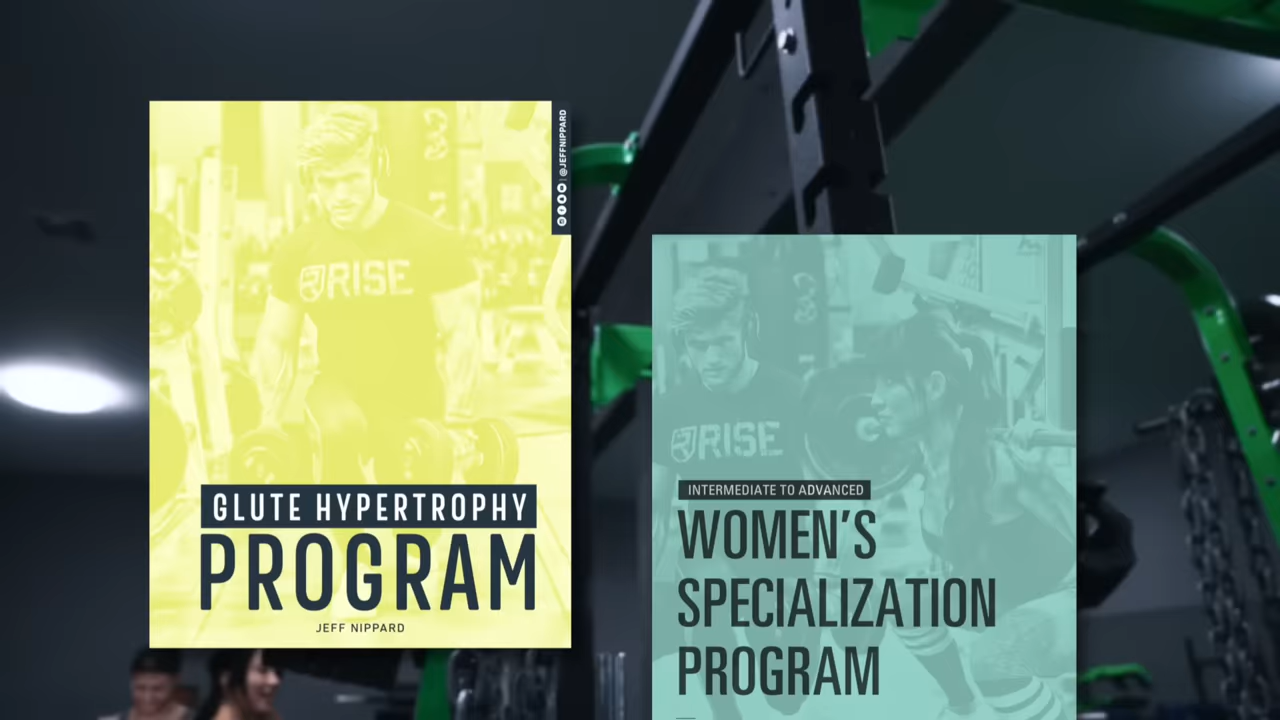 @JEFFNIPPARD
RISE
GLUTE HYPERTROPHY
PROGRAM
JEFF NIPPARD
RISE
INTERMEDIATE TO ADVANCED
WOMEN'S
SPECIALIZATION
PROGRAM